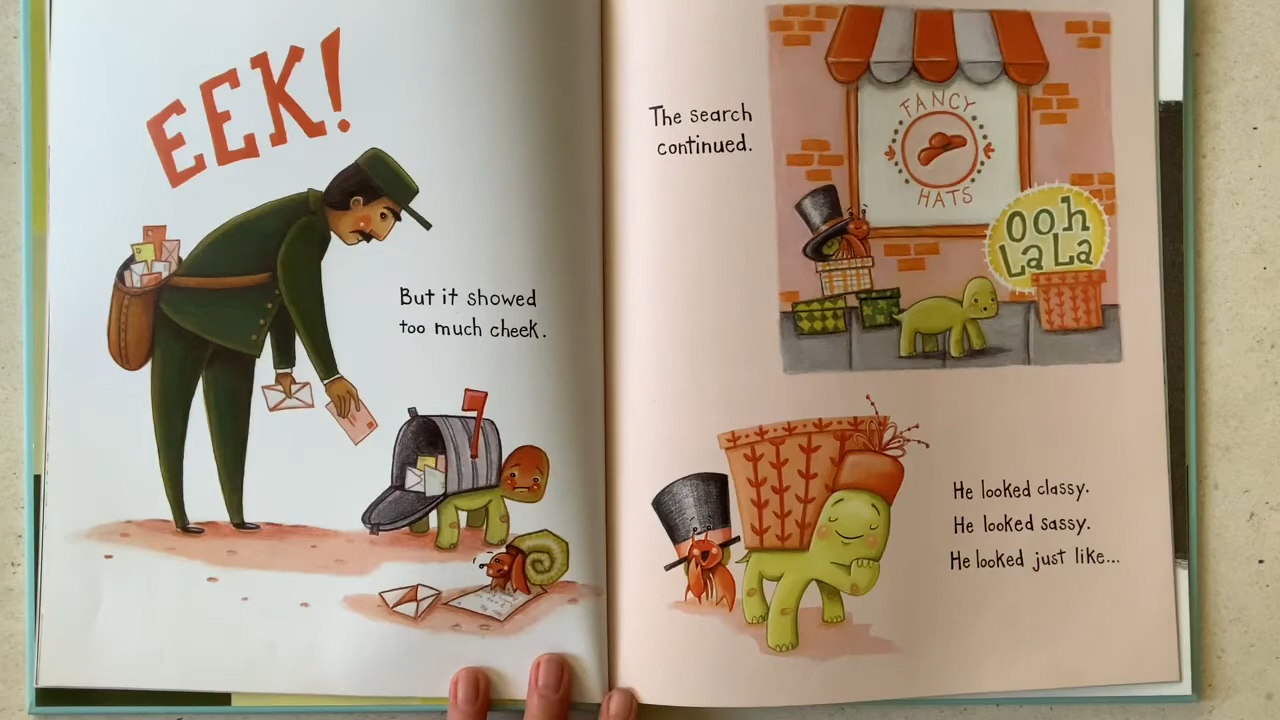 EEK!
But it showed
too much cheek.
The search
continued.
FANCY
HATS
Ooh
La La
He looked classy.
He looked sassy.
He looked just like...